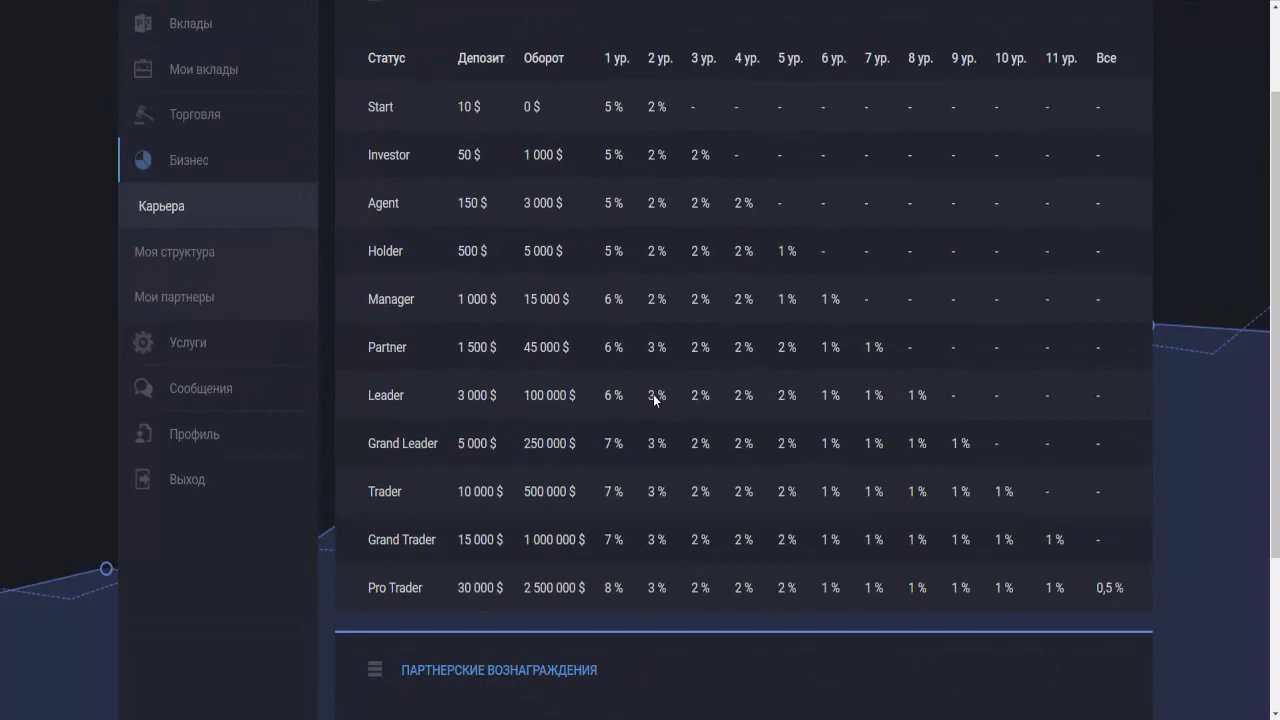 Вклады
Мои вклады
Торговля
Бизнес
Карьера
Моя структура
Мои партнеры
Услуги
Сообщения
Профиль
Выход
Статус Депозит Оборот 1 ур. 2 ур. 3 ур. 4 ур. 5 ур. 6 ур. 7 ур. 8 ур. 9 ур. 10 ур. 11 ур. Все
Start 10 $ 0 $ 5 % 2 % - - - - - - - - - -
Investor 50 $ 1 000 $ 5 % 2 % 2 % - - - - - - - - -
Agent 150 $ 3 000 $ 5 % 2 % 2 % 2 % - - - - - - - -
Holder 500 $ 5 000 $ 5 % 2 % 2 % 2 % 1 % - - - - - - -
Manager 1 000 $ 15 000 $ 6 % 2 % 2 % 2 % 1 % 1 % - - - - - -
Partner 1 500 $ 45 000 $ 6 % 3 % 2 % 2 % 2 % 1 % 1 % - - - - -
Leader 3 000 $ 100 000 $ 6 % 3 % 2 % 2 % 2 % 1 % 1 % 1 % - - - -
Grand Leader 5 000 $ 250 000 $ 7 % 3 % 2 % 2 % 2 % 1 % 1 % 1 % 1 % - - -
Trader 10 000 $ 500 000 $ 7 % 3 % 2 % 2 % 2 % 1 % 1 % 1 % 1 % 1 % - -
Grand Trader 15 000 $ 1 000 000 $ 7 % 3 % 2 % 2 % 2 % 1 % 1 % 1 % 1 % 1 % 1 % -
Pro Trader 30 000 $ 2 500 000 $ 8 % 3 % 2 % 2 % 2 % 1 % 1 % 1 % 1 % 1 % 1 % 0,5 %
ПАРТНЕРСКИЕ ВОЗНАГРАЖДЕНИЯ